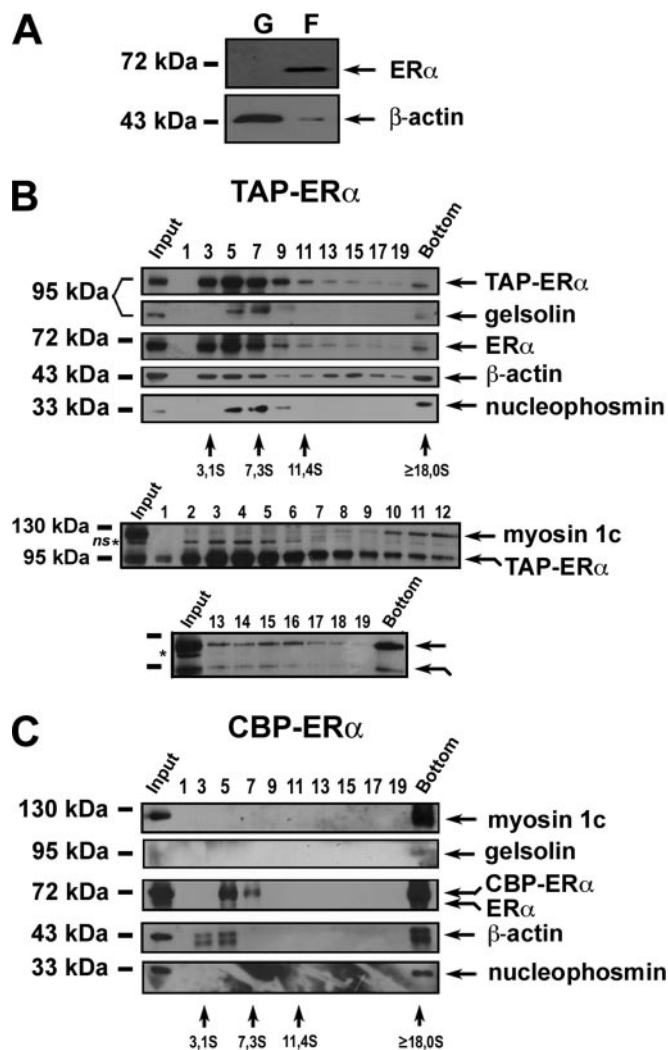 A
G F
72 kDa
ERα
43 kDa
β-actin
B
TAP-ERα
Input 1 3 5 7 9 11 13 15 17 19 Bottom
95 kDa
TAP-ERα
gelsolin
72 kDa
ERα
43 kDa
β-actin
33 kDa
nucleophosmin
3,1S 7,3S 11,4S ≥18,0S
Input 1 2 3 4 5 6 7 8 9 10 11 12
130 kDa
myosin 1c
ns *
95 kDa
TAP-ERα
Input 13 14 15 16 17 18 19 Bottom
*
C
CBP-ERα
Input 1 3 5 7 9 11 13 15 17 19 Bottom
130 kDa
myosin 1c
95 kDa
gelsolin
72 kDa
CBP-ERα
ERα
43 kDa
β-actin
33 kDa
nucleophosmin
3,1S 7,3S 11,4S ≥18,0S